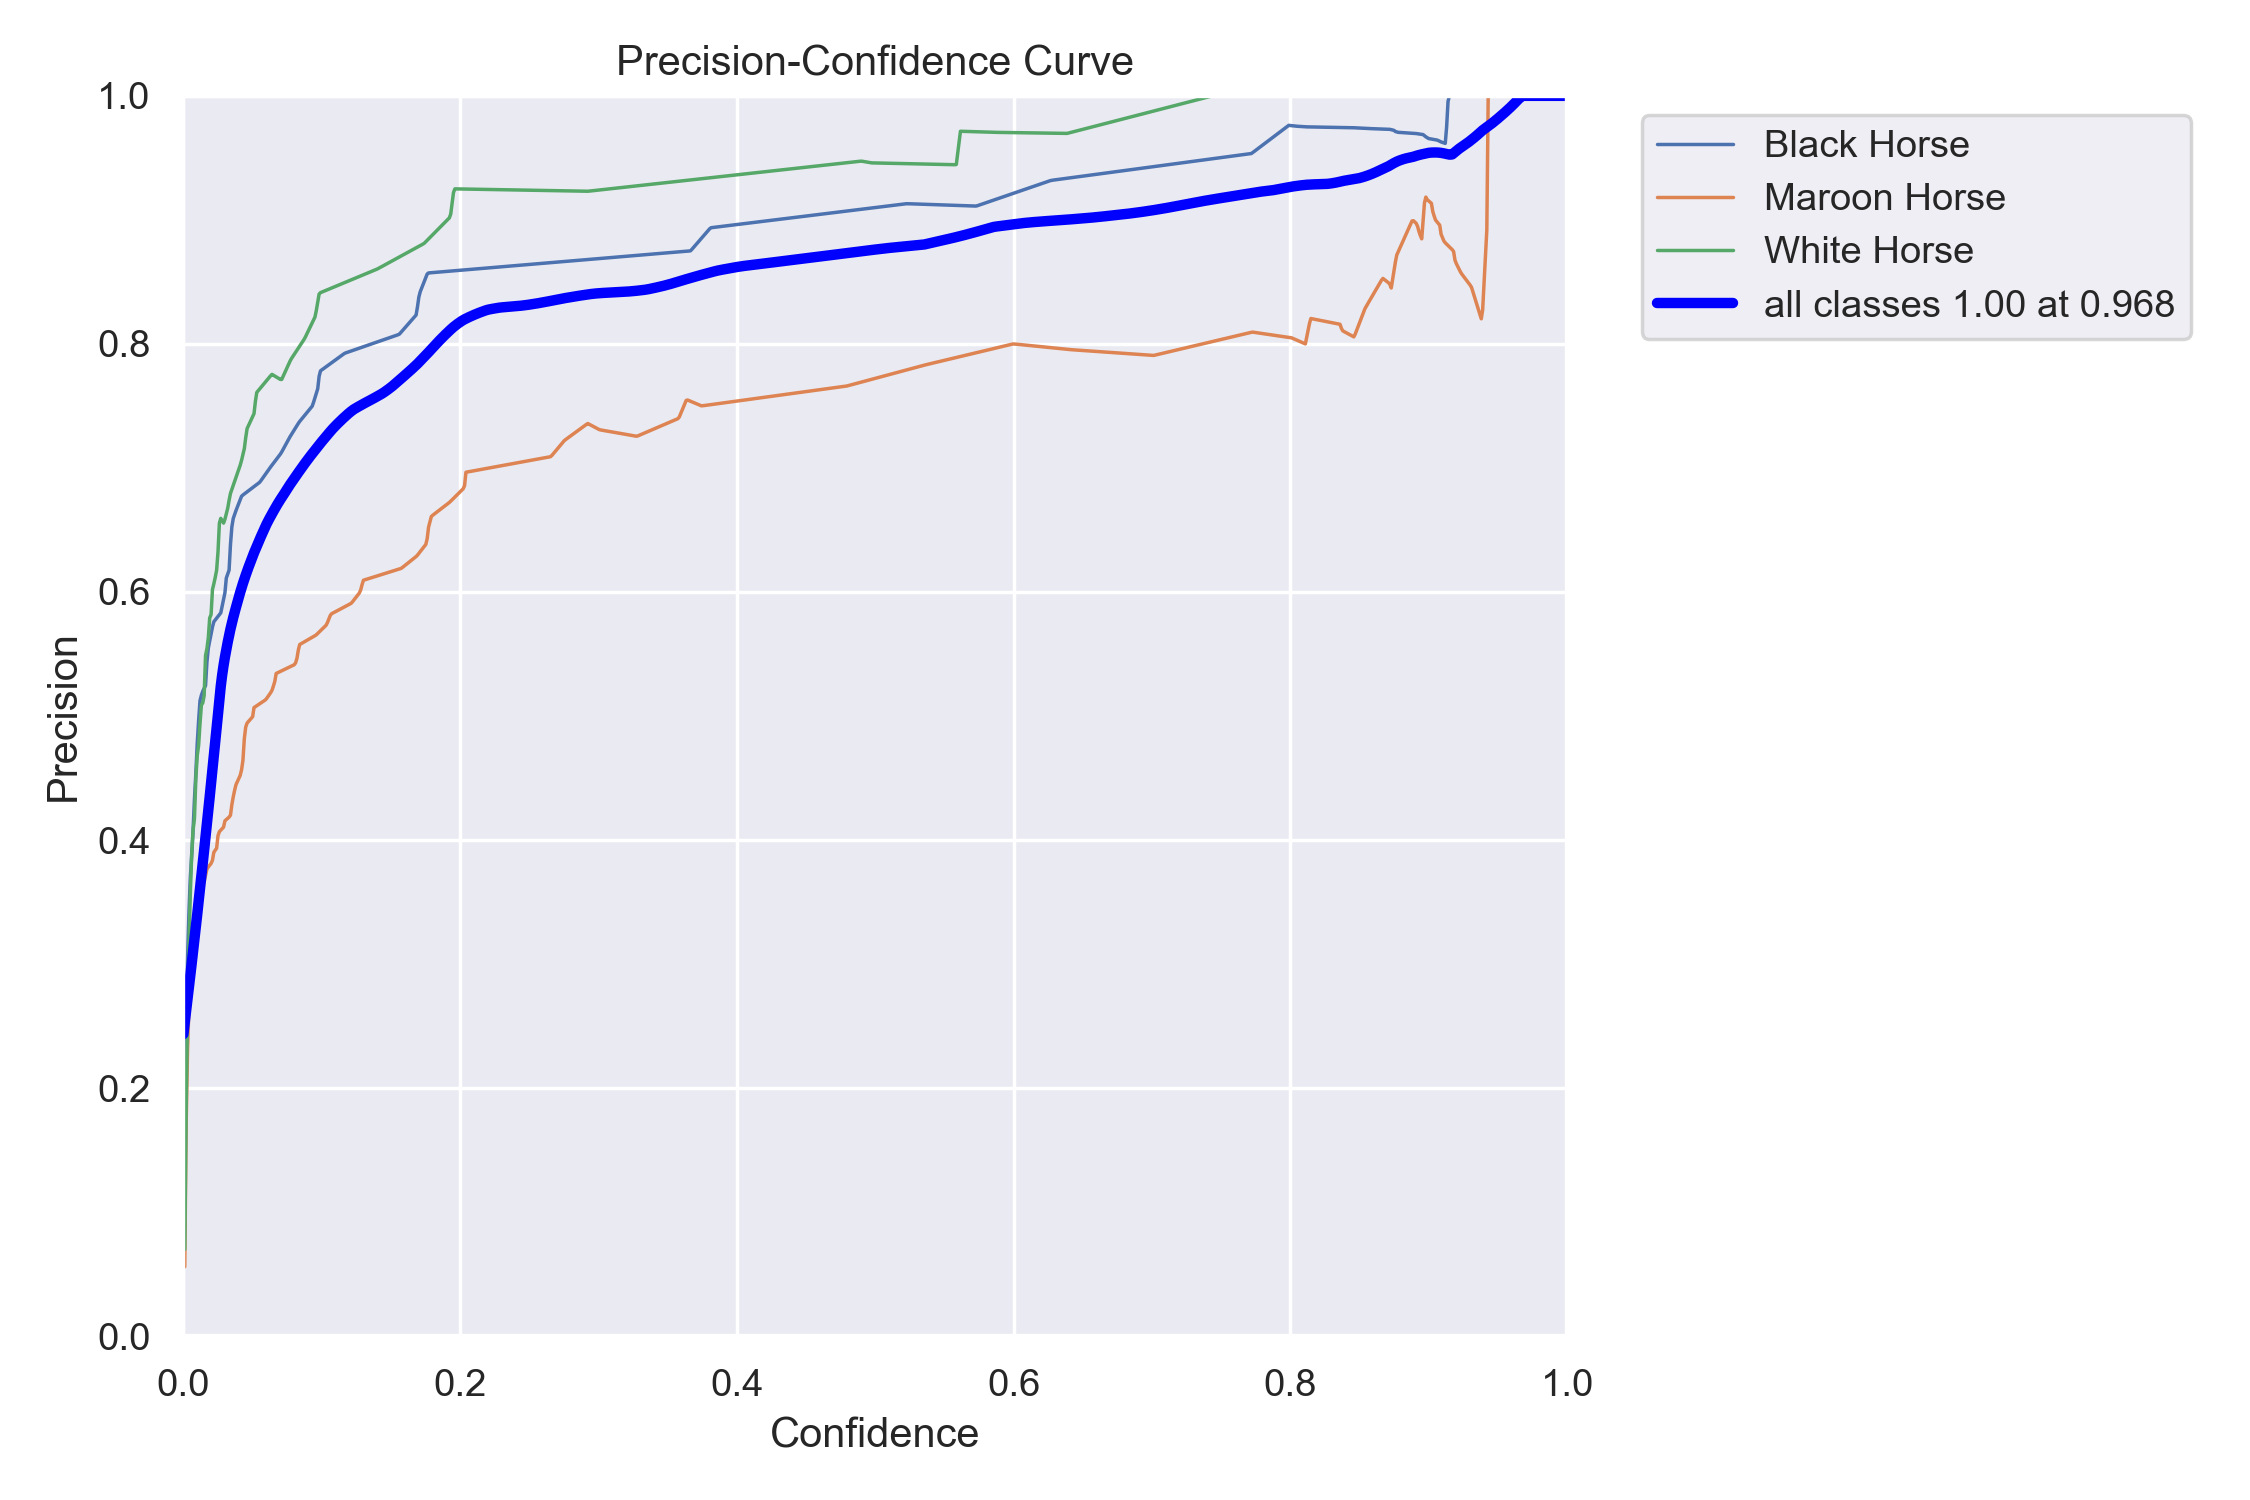 Precision-Confidence Curve
1.0
0.8
0.6
0.4
0.2
0.0
Precision
0.0 0.2 0.4 0.6 0.8 1.0
Confidence
Black Horse
Maroon Horse
White Horse
all classes 1.00 at 0.968